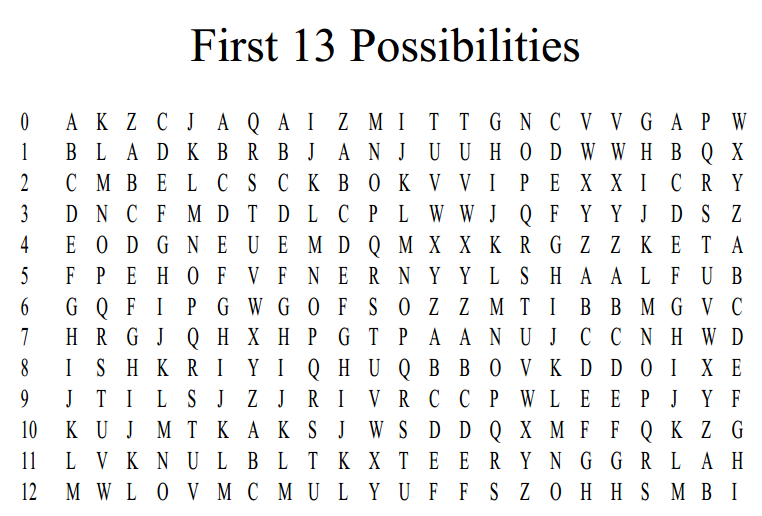 First 13 Possibilities
0 A K Z C J A Q A I Z M I T T G N C V V G A P W
1 B L A D K B R B J A N J U U H O D W W H B Q X
2 C M B E L C S C K B O K V V I P E X X I C R Y
3 D N C F M D T D L C P L W W J Q F Y Y J D S Z
4 E O D G N E U E M D Q M X X K R G Z Z K E T A
5 F P E H O F V F N E R N Y Y L S H A A L F U B
6 G Q F I P G W G O F S O Z Z M T I B B M G V C
7 H R G J Q H X H P G T P A A N U J C C N H W D
8 I S H K R I Y I Q H U Q B B O V K D D O I X E
9 J T I L S J Z J R I V R C C P W L E E P J Y F
10 K U J M T K A K S J W S D D Q X M F F Q K Z G
11 L V K N U L B L T K X T E E R Y N G G R L A H
12 M W L O V M C M U L Y U F F S Z O H H S M B I